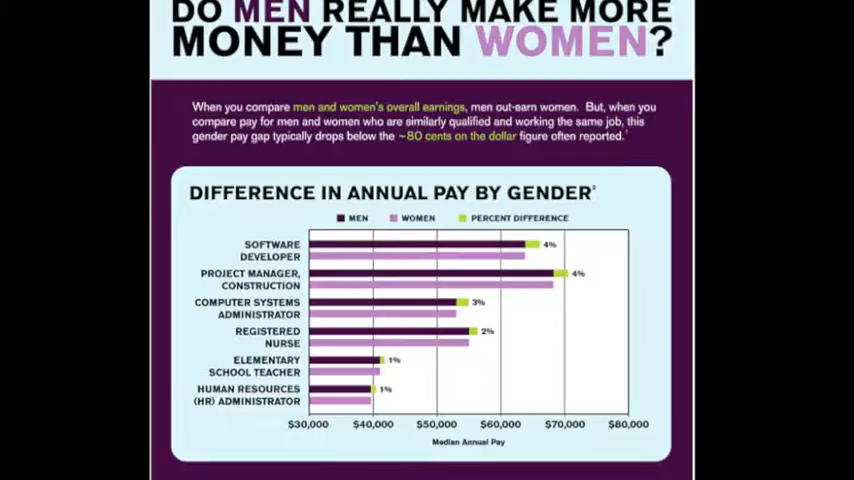 DO MEN REALLY MAKE MORE
MONEY THAN WOMEN?
When you compare men and women's overall earnings, men out-earn women. But, when you
compare pay for men and women who are similarly qualified and working the same job, this
gender pay gap typically drops below the ~80 cents on the dollar figure often reported.¹
DIFFERENCE IN ANNUAL PAY BY GENDER²
MEN WOMEN PERCENT DIFFERENCE
SOFTWARE
DEVELOPER
4%
PROJECT MANAGER,
CONSTRUCTION
4%
COMPUTER SYSTEMS
ADMINISTRATOR
3%
REGISTERED
NURSE
2%
ELEMENTARY
SCHOOL TEACHER
1%
HUMAN RESOURCES
(HR) ADMINISTRATOR
1%
$30,000 $40,000 $50,000 $60,000 $70,000 $80,000
Median Annual Pay